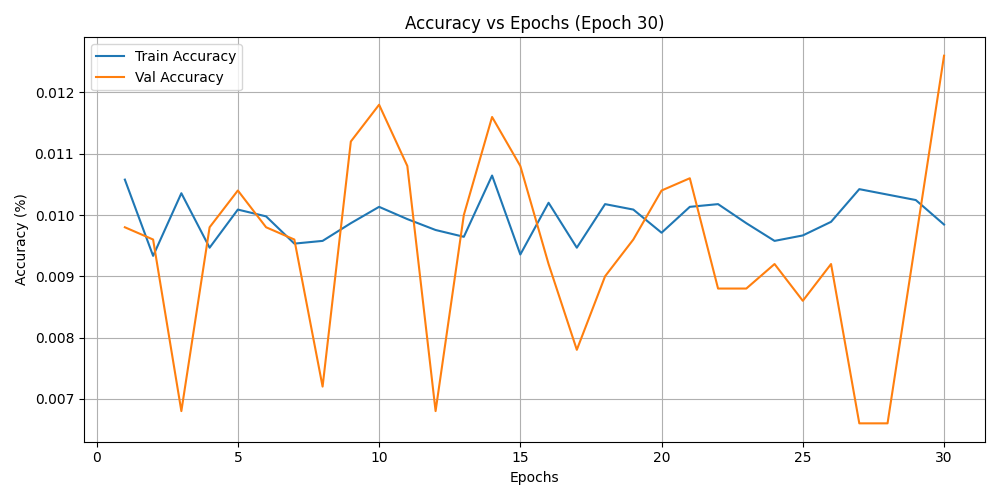 Accuracy vs Epochs (Epoch 30)
Train Accuracy
Val Accuracy
Accuracy (%)
0.012
0.011
0.010
0.009
0.008
0.007
0 5 10 15 20 25 30
Epochs